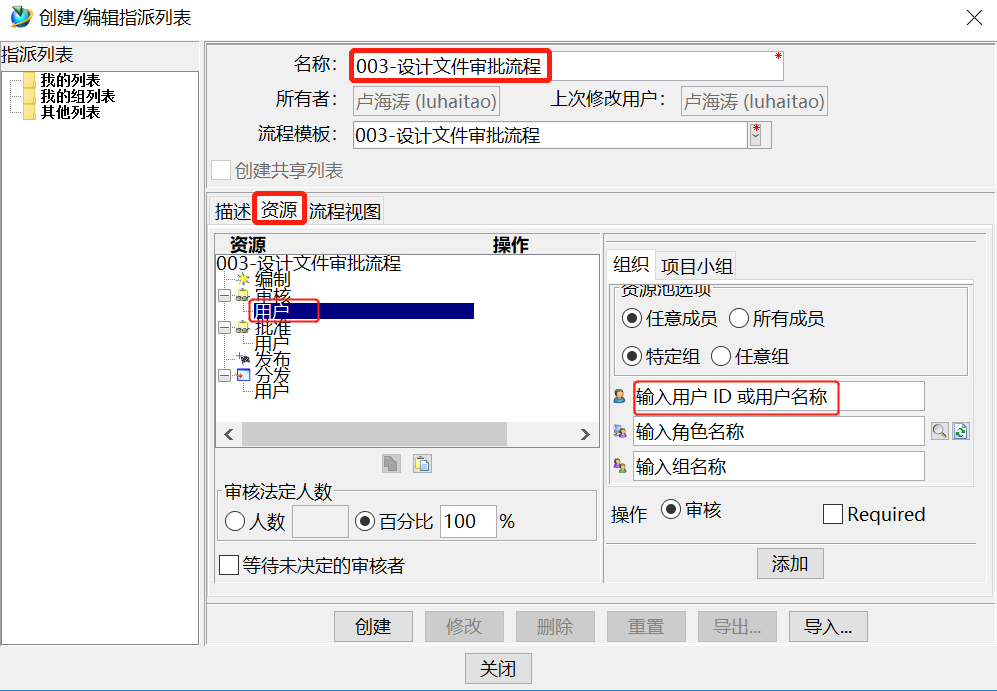 创建/编辑指派列表
指派列表
我的列表
我的组列表
其他列表
名称: 003-设计文件审批流程 *
所有者: 卢海涛 (luhaitao) 上次修改用户: 卢海涛 (luhaitao)
流程模板: 003-设计文件审批流程 *
创建共享列表
描述 资源 流程视图
资源 操作
003-设计文件审批流程
编制
审核
用户
批准
用户
发布
分发
用户
审核法定人数
人数 百分比 100 %
等待未决定的审核者
组织 项目小组
资源池选项
任意成员 所有成员
特定组 任意组
输入用户 ID 或用户名称
输入角色名称
输入组名称
操作 审核 Required
添加
创建 修改 删除 重置 导出... 导入...
关闭